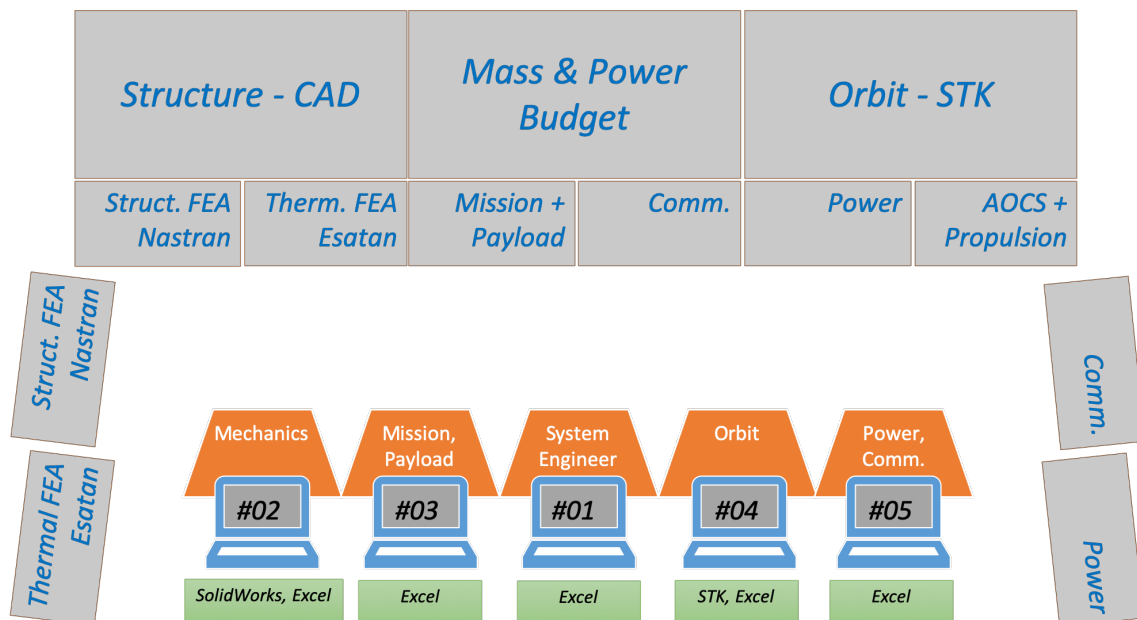 Structure - CAD
Mass & Power
Budget
Orbit - STK
Struct. FEA
Nastran
Therm. FEA
Esatan
Mission +
Payload
Comm.
Power
AOCS +
Propulsion
Struct. FEA
Nastran
Thermal FEA
Esatan
Comm.
Power
Mechanics
Mission,
Payload
System
Engineer
Orbit
Power,
Comm.
#02
#03
#01
#04
#05
SolidWorks, Excel
Excel
Excel
STK, Excel
Excel